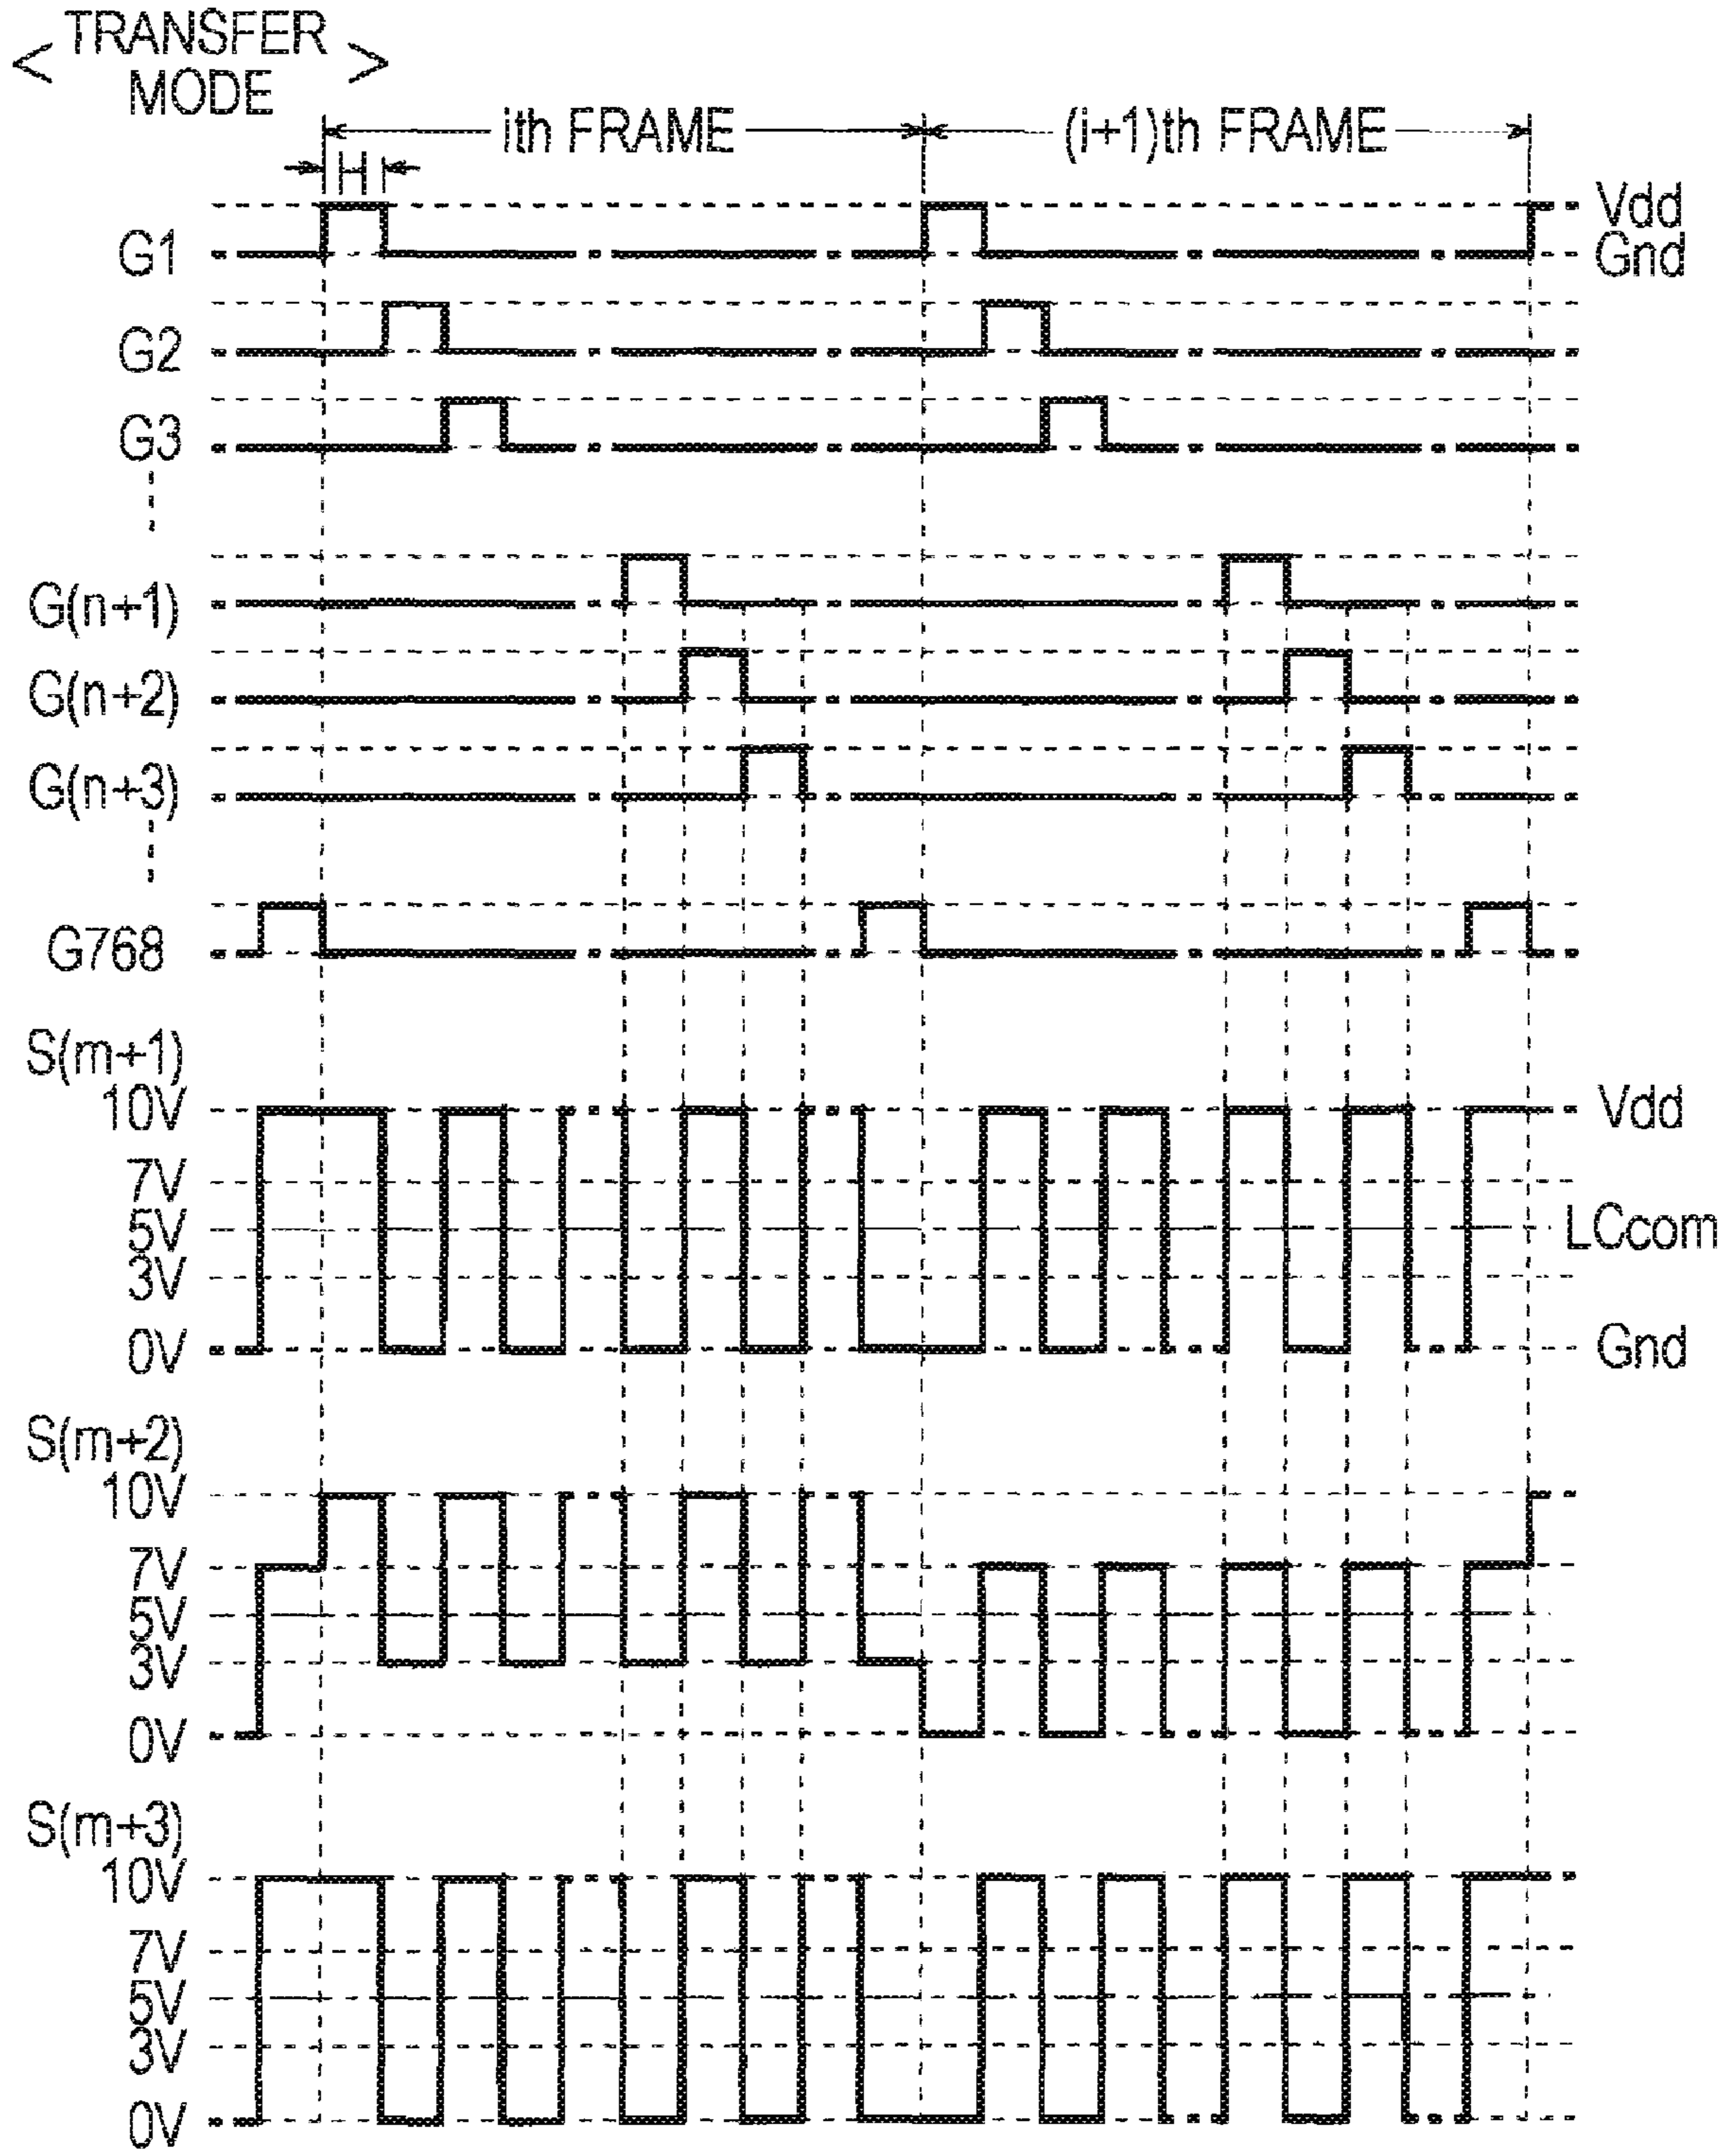 < TRANSFER MODE >
ith FRAME
(i+1)th FRAME
H
G1
Vdd
Gnd
G2
G3
G(n+1)
G(n+2)
G(n+3)
G768
S(m+1)
10V
Vdd
7V
5V
LCcom
3V
0V
Gnd
S(m+2)
10V
7V
5V
3V
0V
S(m+3)
10V
7V
5V
3V
0V